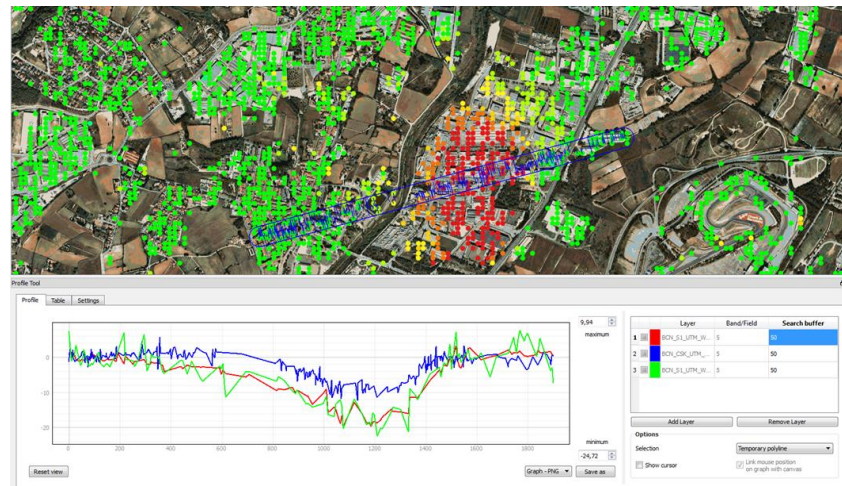 Profile Tool
Profile Table Settings
9,94
maximum
0
-10
-20
0 200 400 600 800 1000 1200 1400 1600 1800
minimum
-24,72
Reset view
Graph - PNG
Save as
Layer Band/Field Search buffer
1 BCN_S1_UTM_W... S 50
2 BCN_CSK_UTM_... S 50
3 BCN_S1_UTM_W... S 50
Add Layer Remove Layer
Options
Selection Temporary polyline
Show cursor
Link mouse position
on graph with canvas